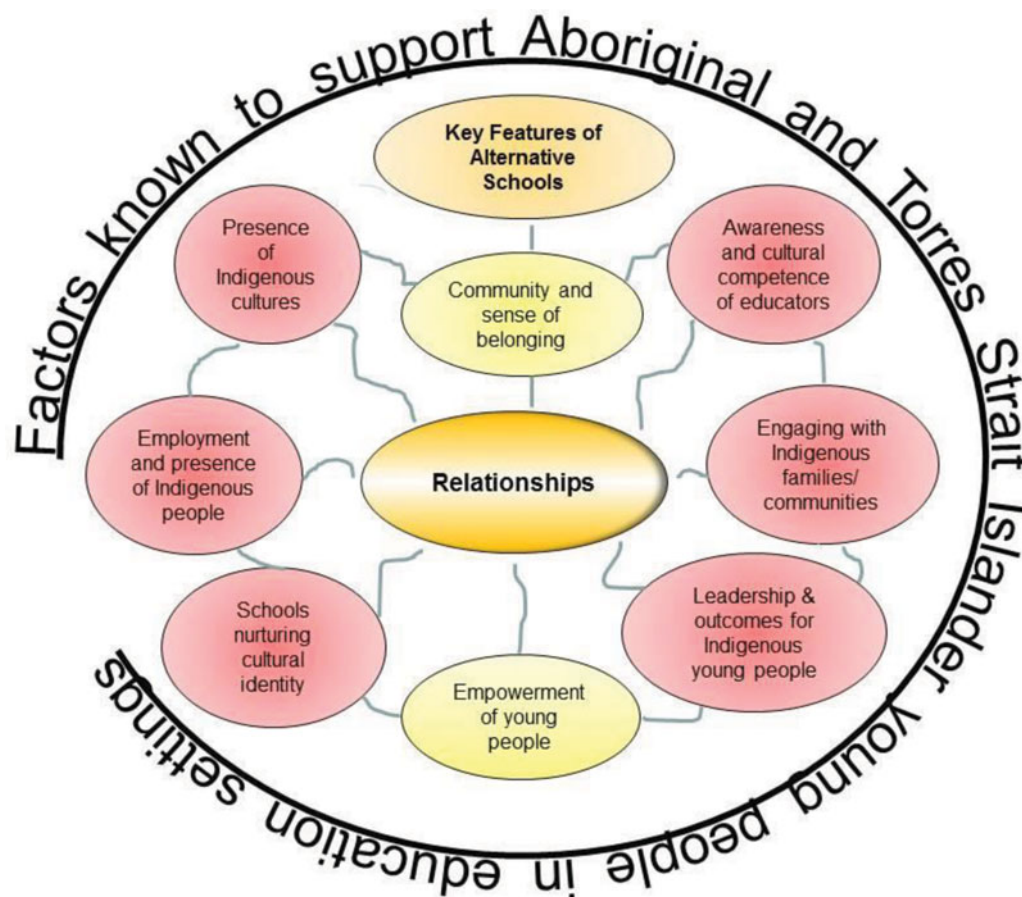 Factors known to support Aboriginal and Torres Strait Islander young people in education settings
Key Features of
Alternative
Schools
Presence
of
Indigenous
cultures
Community and
sense of
belonging
Awareness
and cultural
competence
of educators
Employment
and presence
of Indigenous
people
Relationships
Engaging with
Indigenous
families/
communities
Schools
nurturing
cultural
identity
Empowerment
of young
people
Leadership &
outcomes for
Indigenous
young people